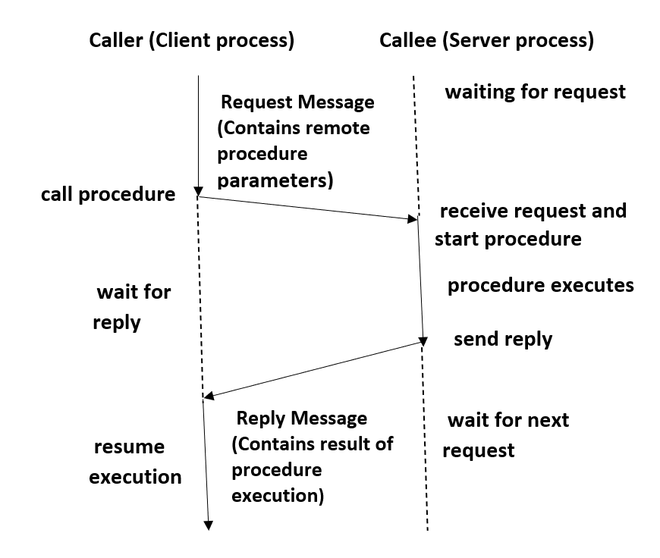 Caller (Client process)
Callee (Server process)
waiting for request
Request Message
(Contains remote
procedure
parameters)
call procedure
receive request and
start procedure
procedure executes
wait for
reply
send reply
Reply Message
(Contains result of
procedure
execution)
wait for next
request
resume
execution